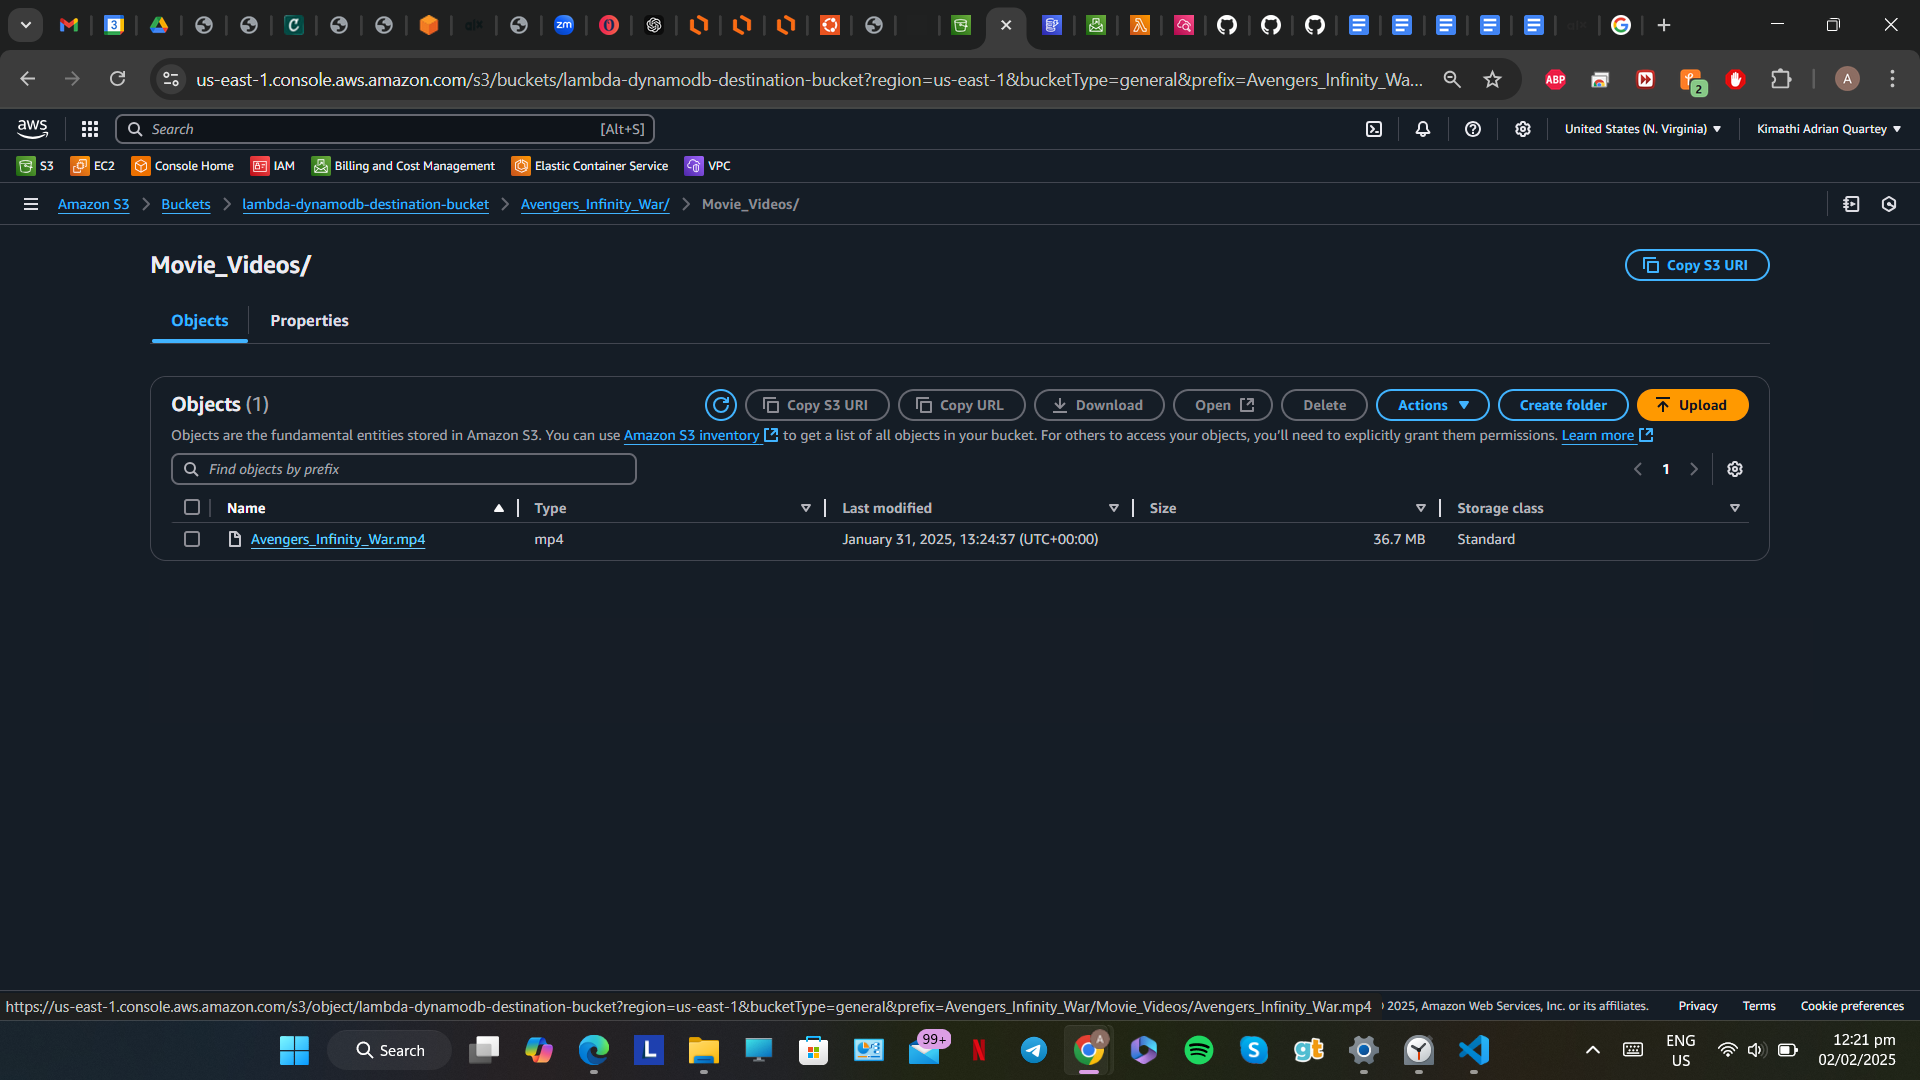 us-east-1.console.aws.amazon.com/s3/buckets/lambda-dynamodb-destination-bucket?region=us-east-1&bucketType=general&prefix=Avengers_Infinity_Wa...
ABP
2
A
aws
Search
[Alt+S]
United States (N. Virginia)
Kimathi Adrian Quartey
S3
EC2
Console Home
IAM
Billing and Cost Management
Elastic Container Service
VPC
Amazon S3
Buckets
lambda-dynamodb-destination-bucket
Avengers_Infinity_War/
Movie_Videos/
Movie_Videos/
Copy S3 URI
Objects
Properties
Objects (1)
Copy S3 URI
Copy URL
Download
Open
Delete
Actions
Create folder
Upload
Objects are the fundamental entities stored in Amazon S3. You can use Amazon S3 inventory to get a list of all objects in your bucket. For others to access your objects, you'll need to explicitly grant them permissions. Learn more
Find objects by prefix
1
Name
Type
Last modified
Size
Storage class
Avengers_Infinity_War.mp4
mp4
January 31, 2025, 13:24:37 (UTC+00:00)
36.7 MB
Standard
https://us-east-1.console.aws.amazon.com/s3/object/lambda-dynamodb-destination-bucket?region=us-east-1&bucketType=general&prefix=Avengers_Infinity_War/Movie_Videos/Avengers_Infinity_War.mp4
2025, Amazon Web Services, Inc. or its affiliates.
Privacy
Terms
Cookie preferences
Search
L
99+
N
A
S
gt
ENG
US
12:21 pm
02/02/2025